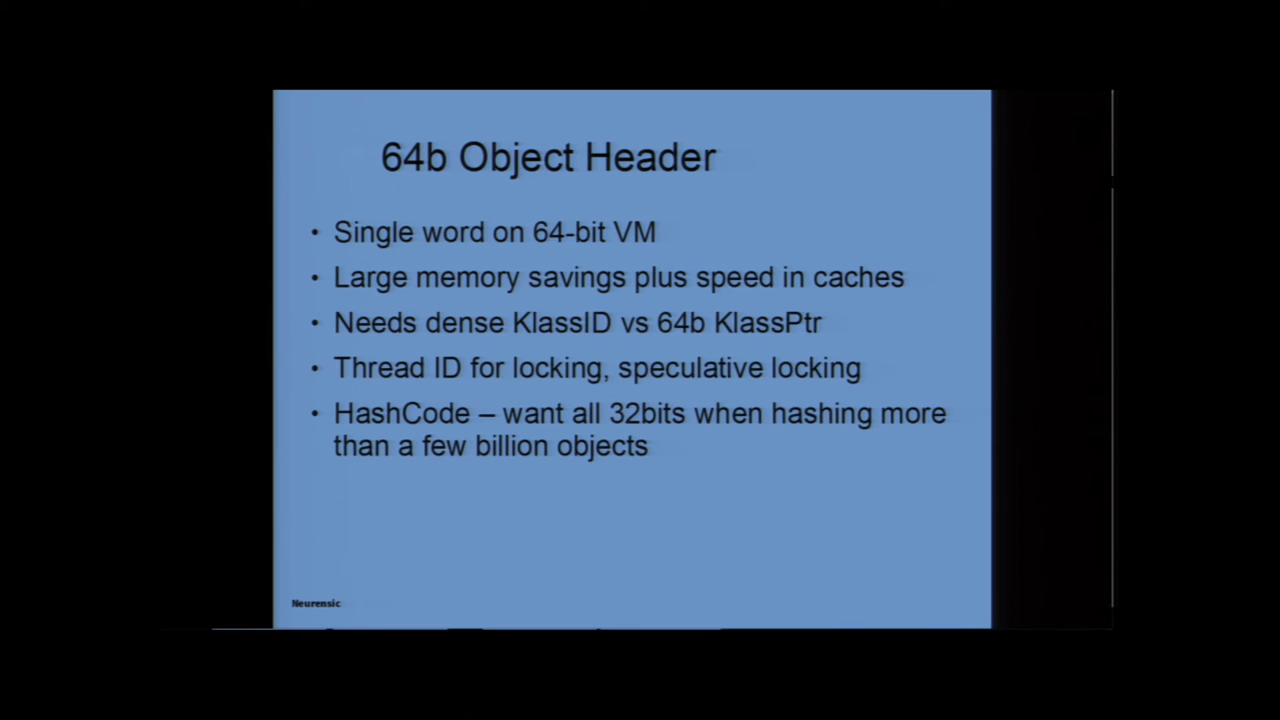 64b Object Header
• Single word on 64-bit VM
• Large memory savings plus speed in caches
• Needs dense KlassID vs 64b KlassPtr
• Thread ID for locking, speculative locking
• HashCode – want all 32bits when hashing more
than a few billion objects
Neurensic